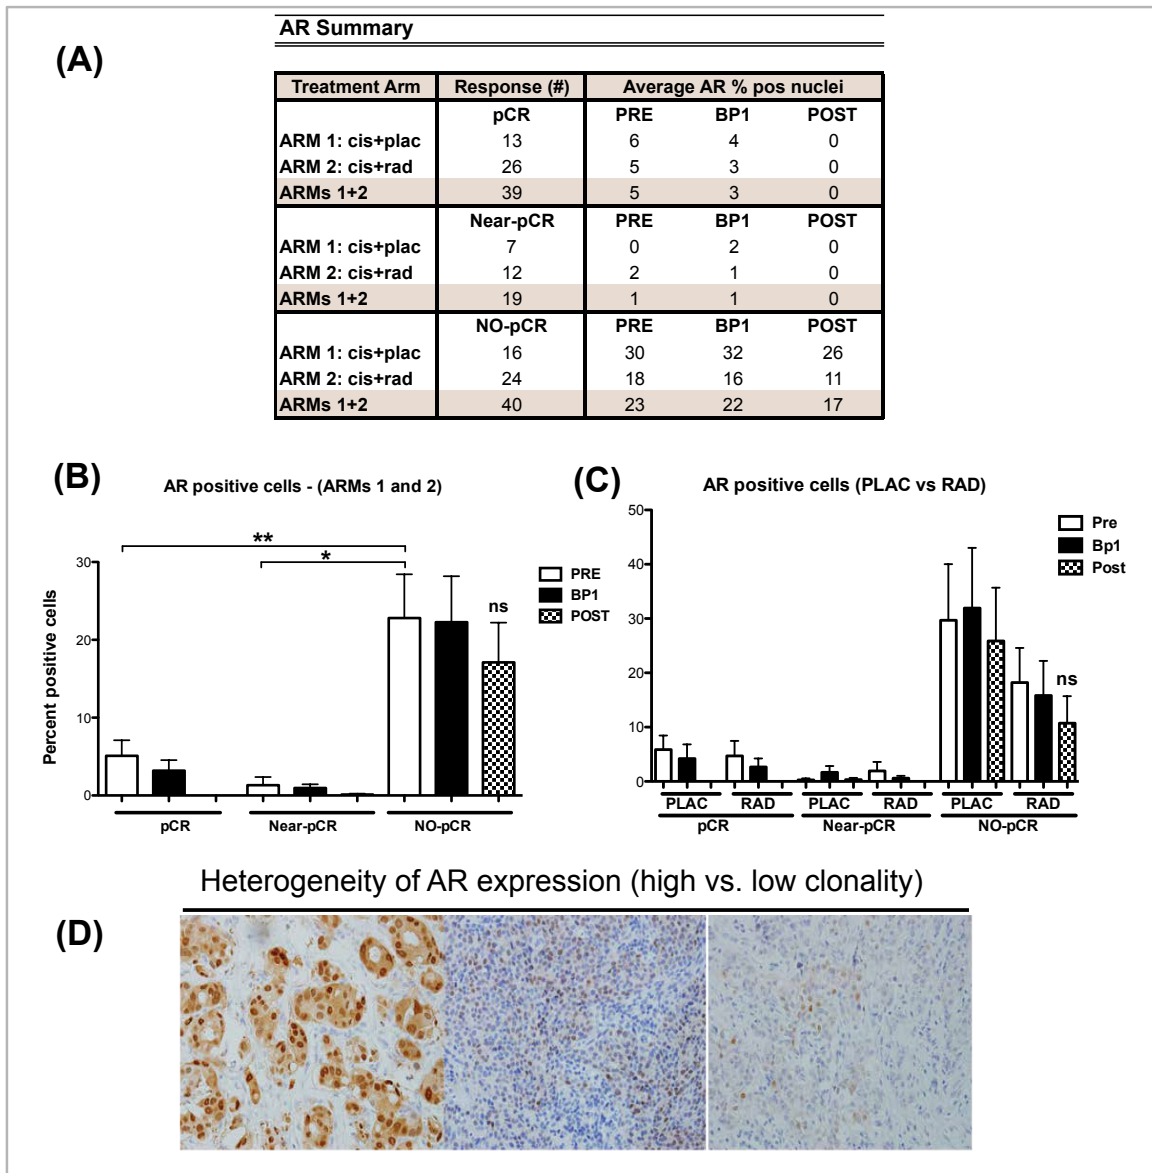 AR Summary
(A)
Treatment Arm Response (#) Average AR % pos nuclei
pCR PRE BP1 POST
ARM 1: cis+plac 13 6 4 0
ARM 2: cis+rad 26 5 3 0
ARMs 1+2 39 5 3 0
Near-pCR PRE BP1 POST
ARM 1: cis+plac 7 0 2 0
ARM 2: cis+rad 12 2 1 0
ARMs 1+2 19 1 1 0
NO-pCR PRE BP1 POST
ARM 1: cis+plac 16 30 32 26
ARM 2: cis+rad 24 18 16 11
ARMs 1+2 40 23 22 17
(B)
AR positive cells - (ARMs 1 and 2)
Percent positive cells
30
20
10
0
**
*
ns
PRE
BP1
POST
pCR Near-pCR NO-pCR
(C)
AR positive cells (PLAC vs RAD)
50
40
30
20
10
0
Pre
Bp1
Post
ns
PLAC RAD PLAC RAD PLAC RAD
pCR Near-pCR NO-pCR
Heterogeneity of AR expression (high vs. low clonality)
(D)